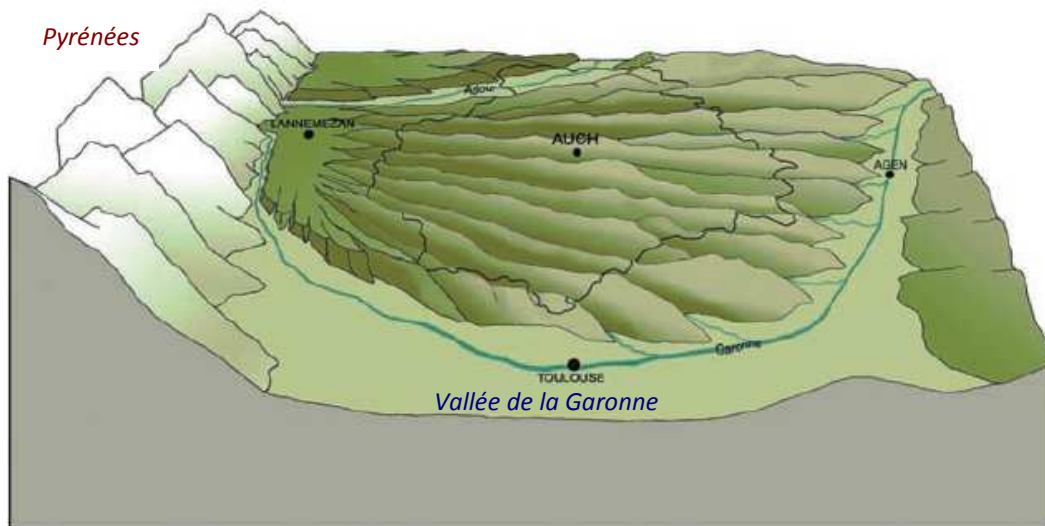 Pyrénées
Adour
LANNEMEZAN
AUCH
AGEN
Garonne
TOULOUSE
Vallée de la Garonne